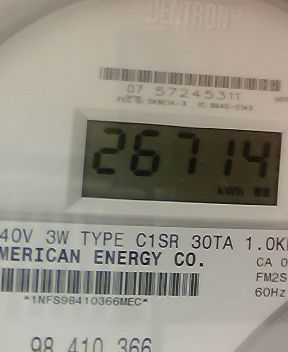 CENTRON®
07 57245311
26714
kWh
40V 3W TYPE C1SR 30TA 1.0K
MERICAN ENERGY CO.
CA 0
FM2S
60Hz
*1NFS98410366MEC*
98 410 366